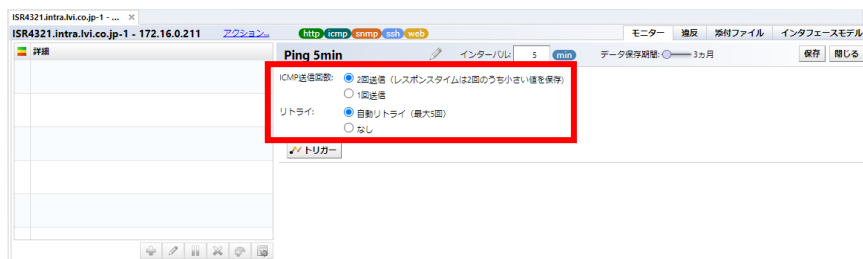 ISR4321.intra.lvi.co.jp-1 - ... ×
ISR4321.intra.lvi.co.jp-1 - 172.16.0.211 アクション... http icmp snmp ssh web モニター 違反 添付ファイル インタフェースモデル
詳細
Ping 5min インターバル: 5 min データ保存期間: 3ヵ月 保存 閉じる
ICMP送信回数: 2回送信（レスポンスタイムは2回のうち小さい値を保存)
1回送信
リトライ: 自動リトライ（最大5回）
なし
トリガー